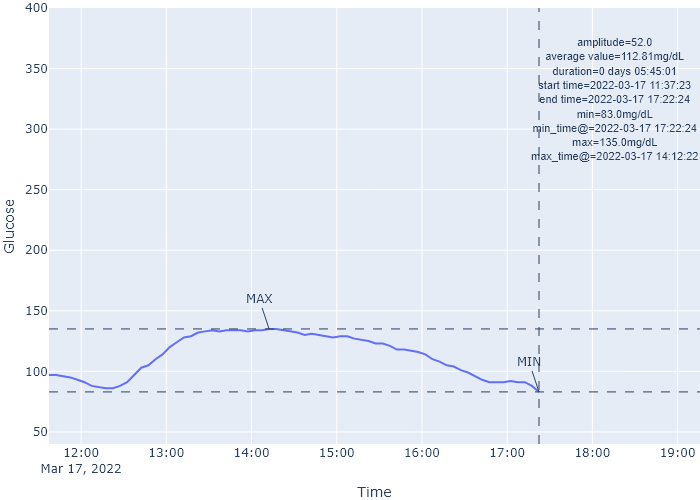 400
350
300
250
200
150
100
50
Glucose
amplitude=52.0
average value=112.81mg/dL
duration=0 days 05:45:01
start time=2022-03-17 11:37:23
end time=2022-03-17 17:22:24
min=83.0mg/dL
min_time@=2022-03-17 17:22:24
max=135.0mg/dL
max_time@=2022-03-17 14:12:22
MAX
MIN
12:00 13:00 14:00 15:00 16:00 17:00 18:00 19:00
Mar 17, 2022
Time